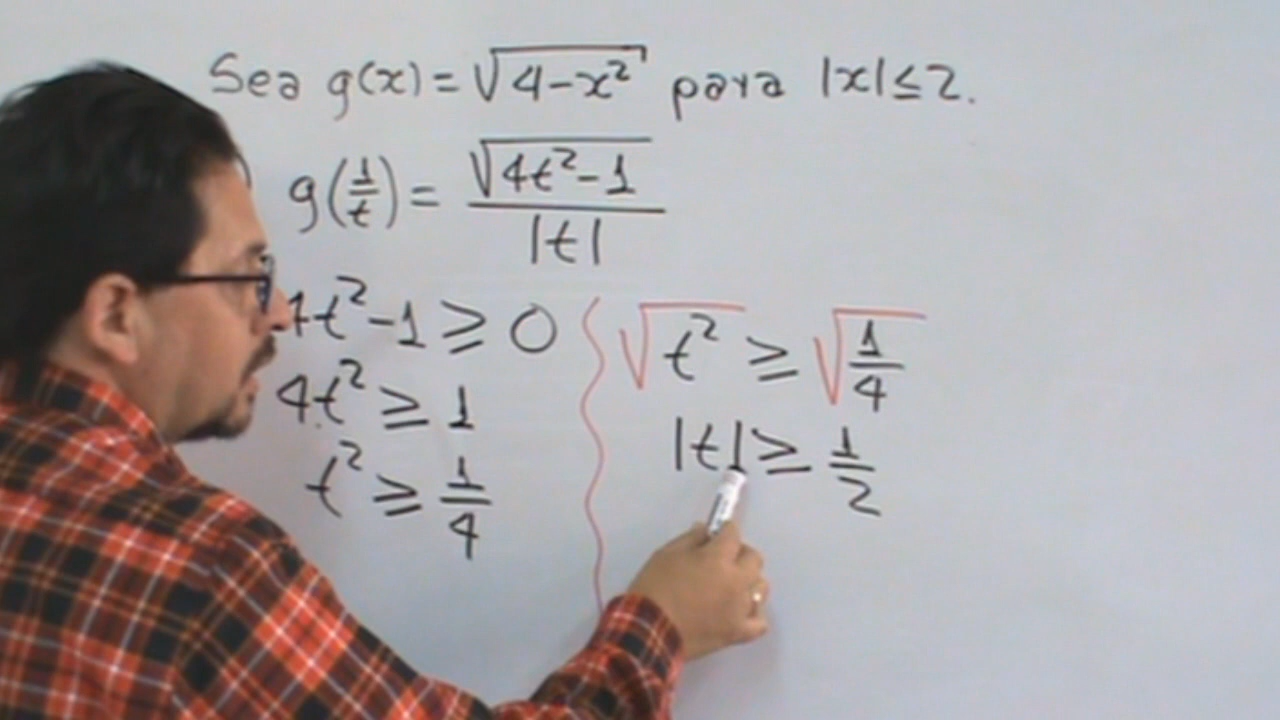 Sea g(x) = √(4-x²) para |x| ≤ 2.
) g(1/t) = √(4t²-1) / |t|
4t²-1 ≥ 0
4t² ≥ 1
t² ≥ 1/4
√t² ≥ √(1/4)
|t| ≥ 1/2